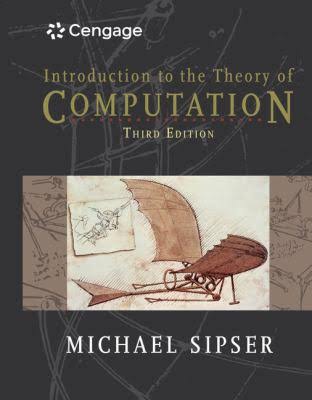 Cengage
Introduction to the Theory of
COMPUTATION
THIRD EDITION
MICHAEL SIPSER